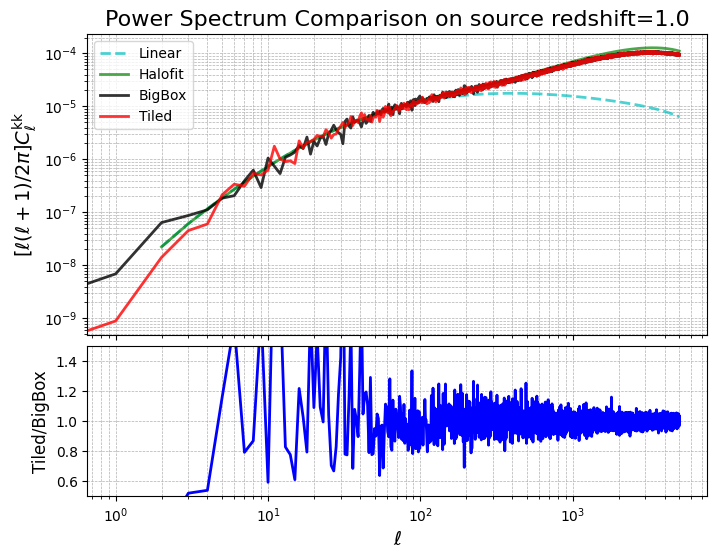 Power Spectrum Comparison on source redshift=1.0
[ℓ(ℓ + 1)/2π]C_ℓ^kk
10⁻⁴
10⁻⁵
10⁻⁶
10⁻⁷
10⁻⁸
10⁻⁹
Linear
Halofit
BigBox
Tiled
Tiled/BigBox
1.4
1.2
1.0
0.8
0.6
10⁰ 10¹ 10² 10³
ℓ